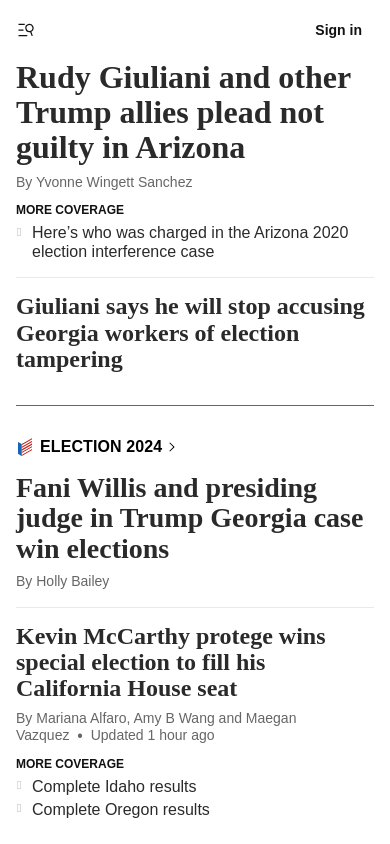 Sign in
Rudy Giuliani and other
Trump allies plead not
guilty in Arizona
By Yvonne Wingett Sanchez
MORE COVERAGE
Here’s who was charged in the Arizona 2020
election interference case
Giuliani says he will stop accusing
Georgia workers of election
tampering
ELECTION 2024
Fani Willis and presiding
judge in Trump Georgia case
win elections
By Holly Bailey
Kevin McCarthy protege wins
special election to fill his
California House seat
By Mariana Alfaro, Amy B Wang and Maegan
Vazquez • Updated 1 hour ago
MORE COVERAGE
Complete Idaho results
Complete Oregon results